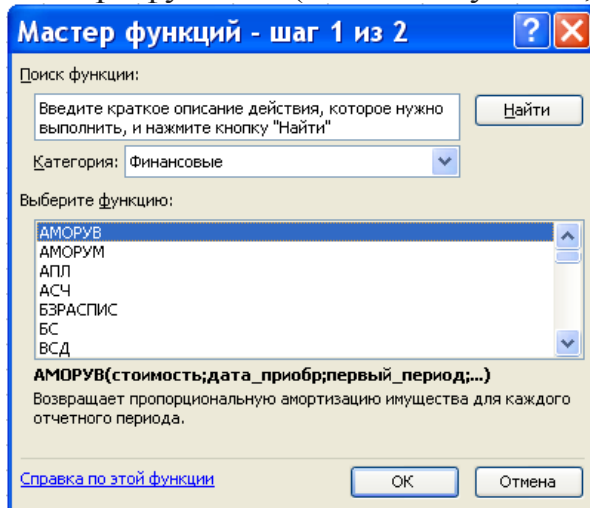 Мастер функций - шаг 1 из 2
Поиск функции:
Введите краткое описание действия, которое нужно
выполнить, и нажмите кнопку "Найти"
Найти
Категория: Финансовые
Выберите функцию:
АМОРУВ
АМОРУМ
АПЛ
АСЧ
БЗРАСПИС
БС
ВСД
АМОРУВ(стоимость;дата_приобр;первый_период;...)
Возвращает пропорциональную амортизацию имущества для каждого
отчетного периода.
Справка по этой функции
ОК
Отмена